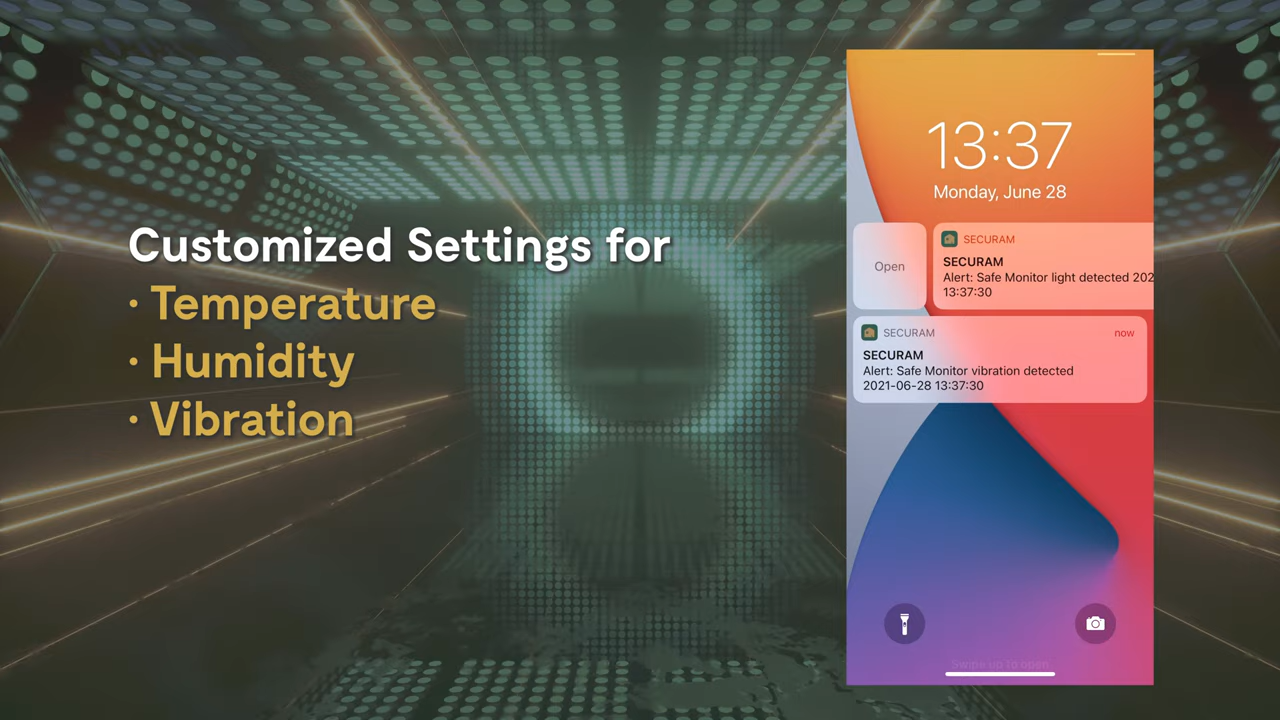 Customized Settings for
· Temperature
· Humidity
· Vibration
13:37
Monday, June 28
Open
SECURAM
SECURAM
Alert: Safe Monitor light detected 202
13:37:30
SECURAM
now
SECURAM
Alert: Safe Monitor vibration detected
2021-06-28 13:37:30
Swipe up to open